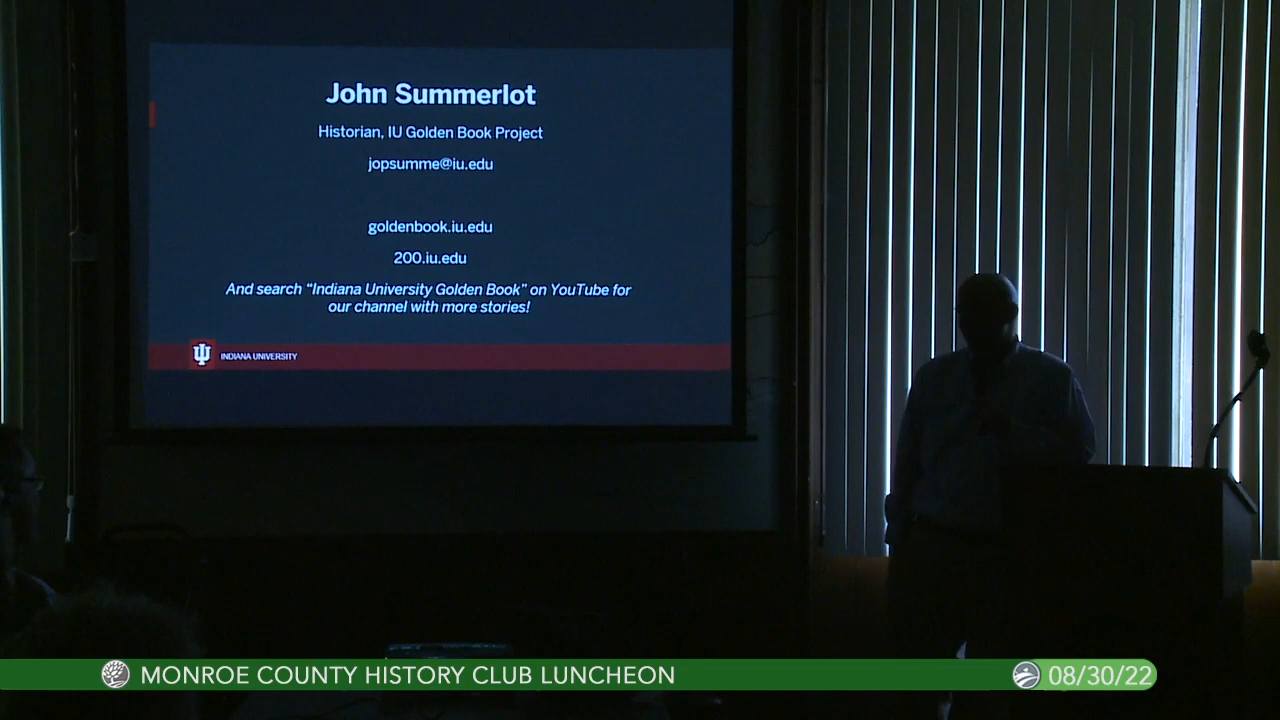 John Summerlot
Historian, IU Golden Book Project
jopsumme@iu.edu
goldenbook.iu.edu
200.iu.edu
And search “Indiana University Golden Book” on YouTube for
our channel with more stories!
INDIANA UNIVERSITY
MONROE COUNTY HISTORY CLUB LUNCHEON
08/30/22